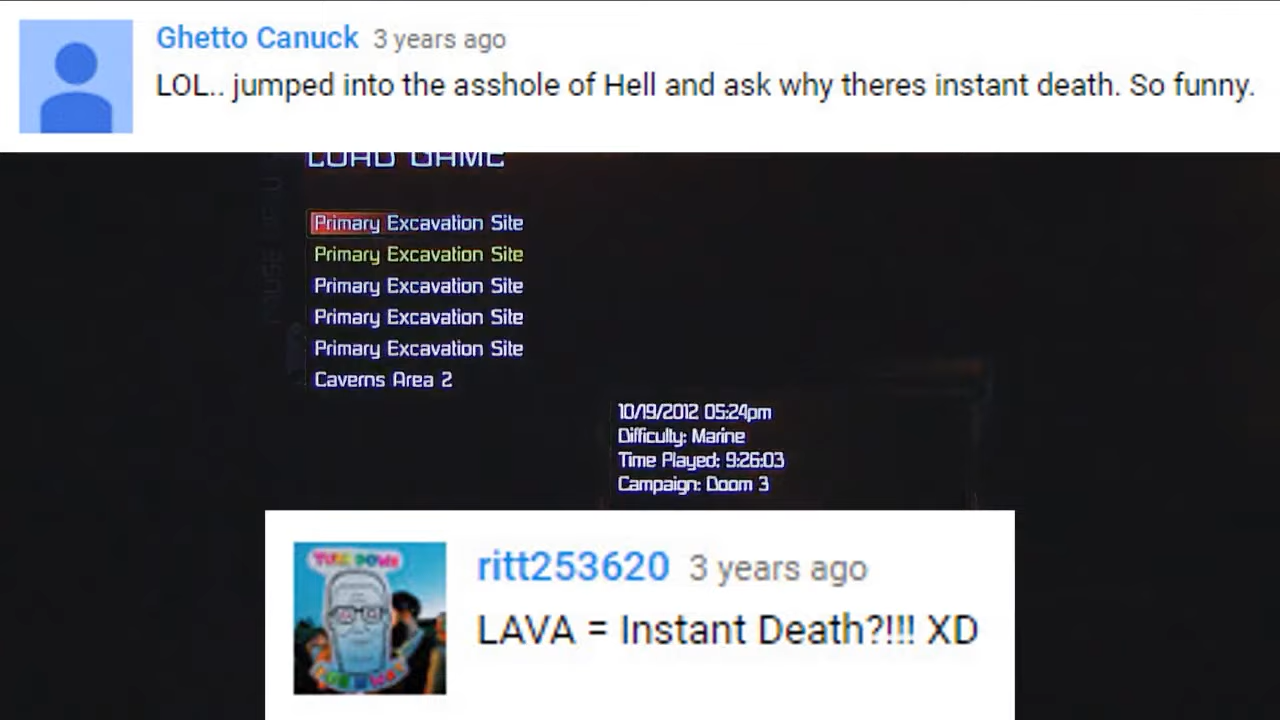 Ghetto Canuck 3 years ago
LOL.. jumped into the asshole of Hell and ask why theres instant death. So funny.
LOAD GAME
Primary Excavation Site
Primary Excavation Site
Primary Excavation Site
Primary Excavation Site
Primary Excavation Site
Caverns Area 2
10/19/2012 05:24pm
Difficulty: Marine
Time Played: 9:26:03
Campaign: Doom 3
ritt253620 3 years ago
LAVA = Instant Death?!!! XD